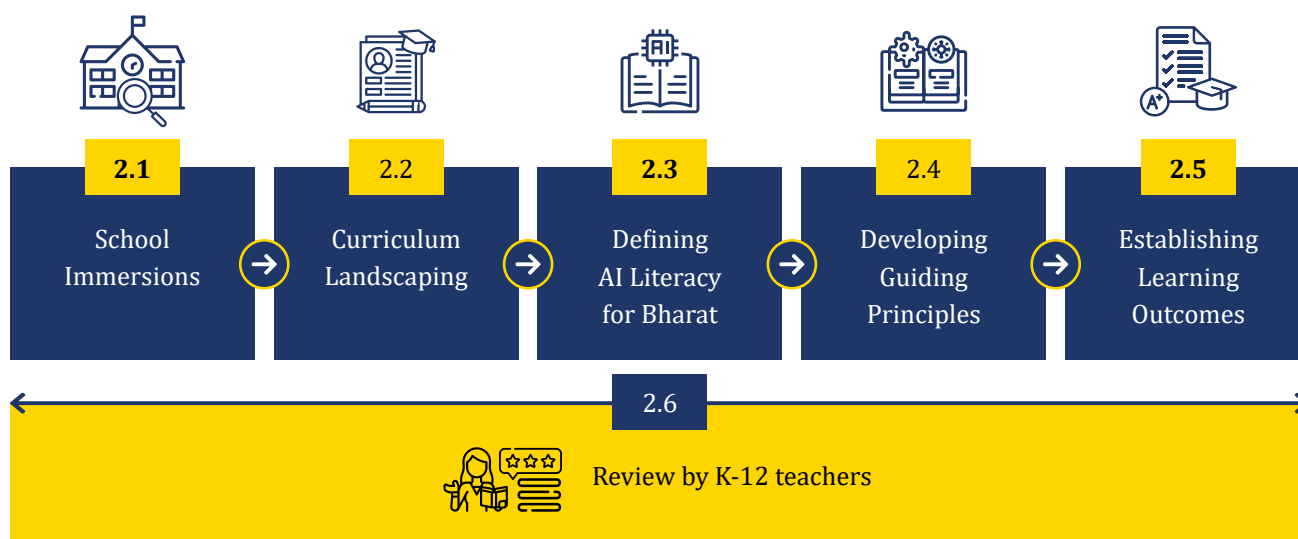 AI
A+
2.1
School
Immersions
2.2
Curriculum
Landscaping
2.3
Defining
AI Literacy
for Bharat
2.4
Developing
Guiding
Principles
2.5
Establishing
Learning
Outcomes
2.6
Review by K-12 teachers